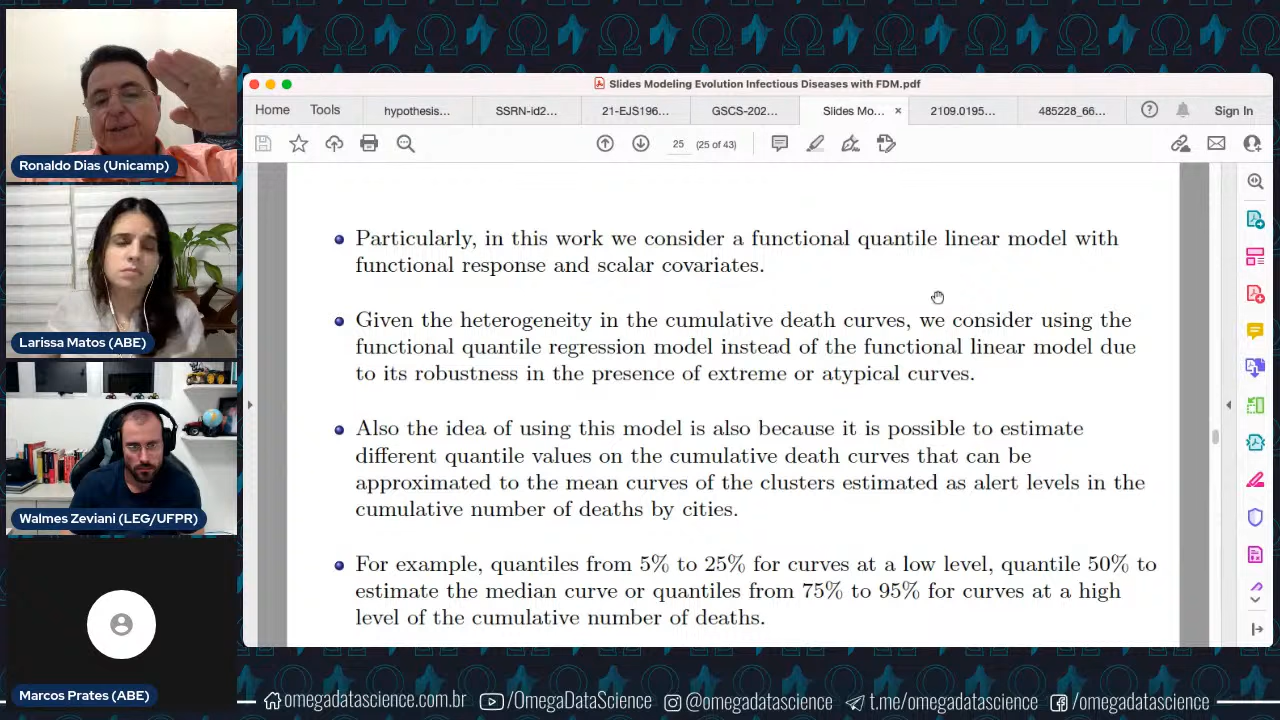 Ronaldo Dias (Unicamp)
Larissa Matos (ABE)
Walmes Zeviani (LEG/UFPR)
Marcos Prates (ABE)
Slides Modeling Evolution Infectious Diseases with FDM.pdf
Home Tools hypothesis... SSRN-id2... 21-EJS196... GSCS-202... Slides Mo... × 2109.0195... 485228_66... Sign In
25 (25 of 43)
Particularly, in this work we consider a functional quantile linear model with
functional response and scalar covariates.
Given the heterogeneity in the cumulative death curves, we consider using the
functional quantile regression model instead of the functional linear model due
to its robustness in the presence of extreme or atypical curves.
Also the idea of using this model is also because it is possible to estimate
different quantile values on the cumulative death curves that can be
approximated to the mean curves of the clusters estimated as alert levels in the
cumulative number of deaths by cities.
For example, quantiles from 5% to 25% for curves at a low level, quantile 50% to
estimate the median curve or quantiles from 75% to 95% for curves at a high
level of the cumulative number of deaths.
omegadatascience.com.br /OmegaDataScience @omegadatascience t.me/omegadatascience /omegadatascience